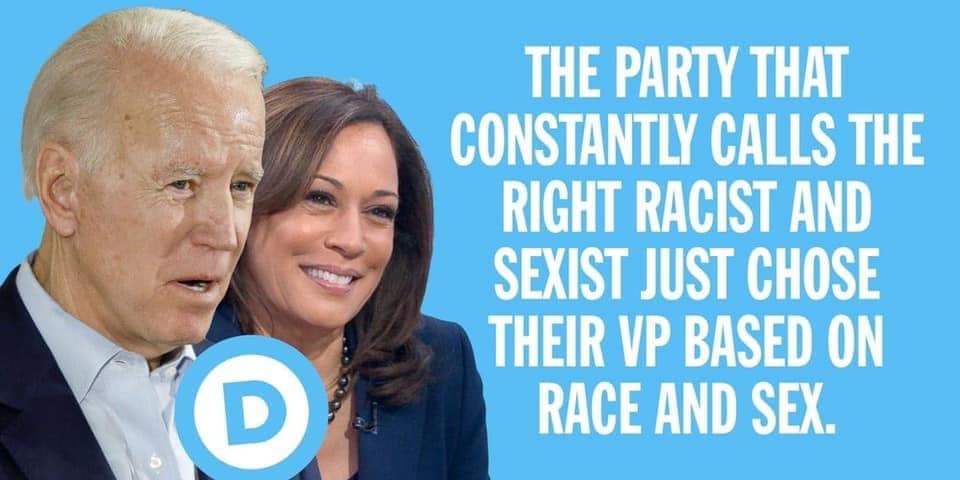 THE PARTY THAT
CONSTANTLY CALLS THE
RIGHT RACIST AND
SEXIST JUST CHOSE
THEIR VP BASED ON
RACE AND SEX.
D